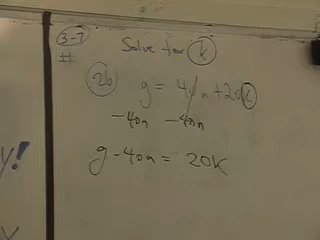 3-7
# Solve for k
26 g = 40n + 20k
-40n -40n
g - 40n = 20K
y!